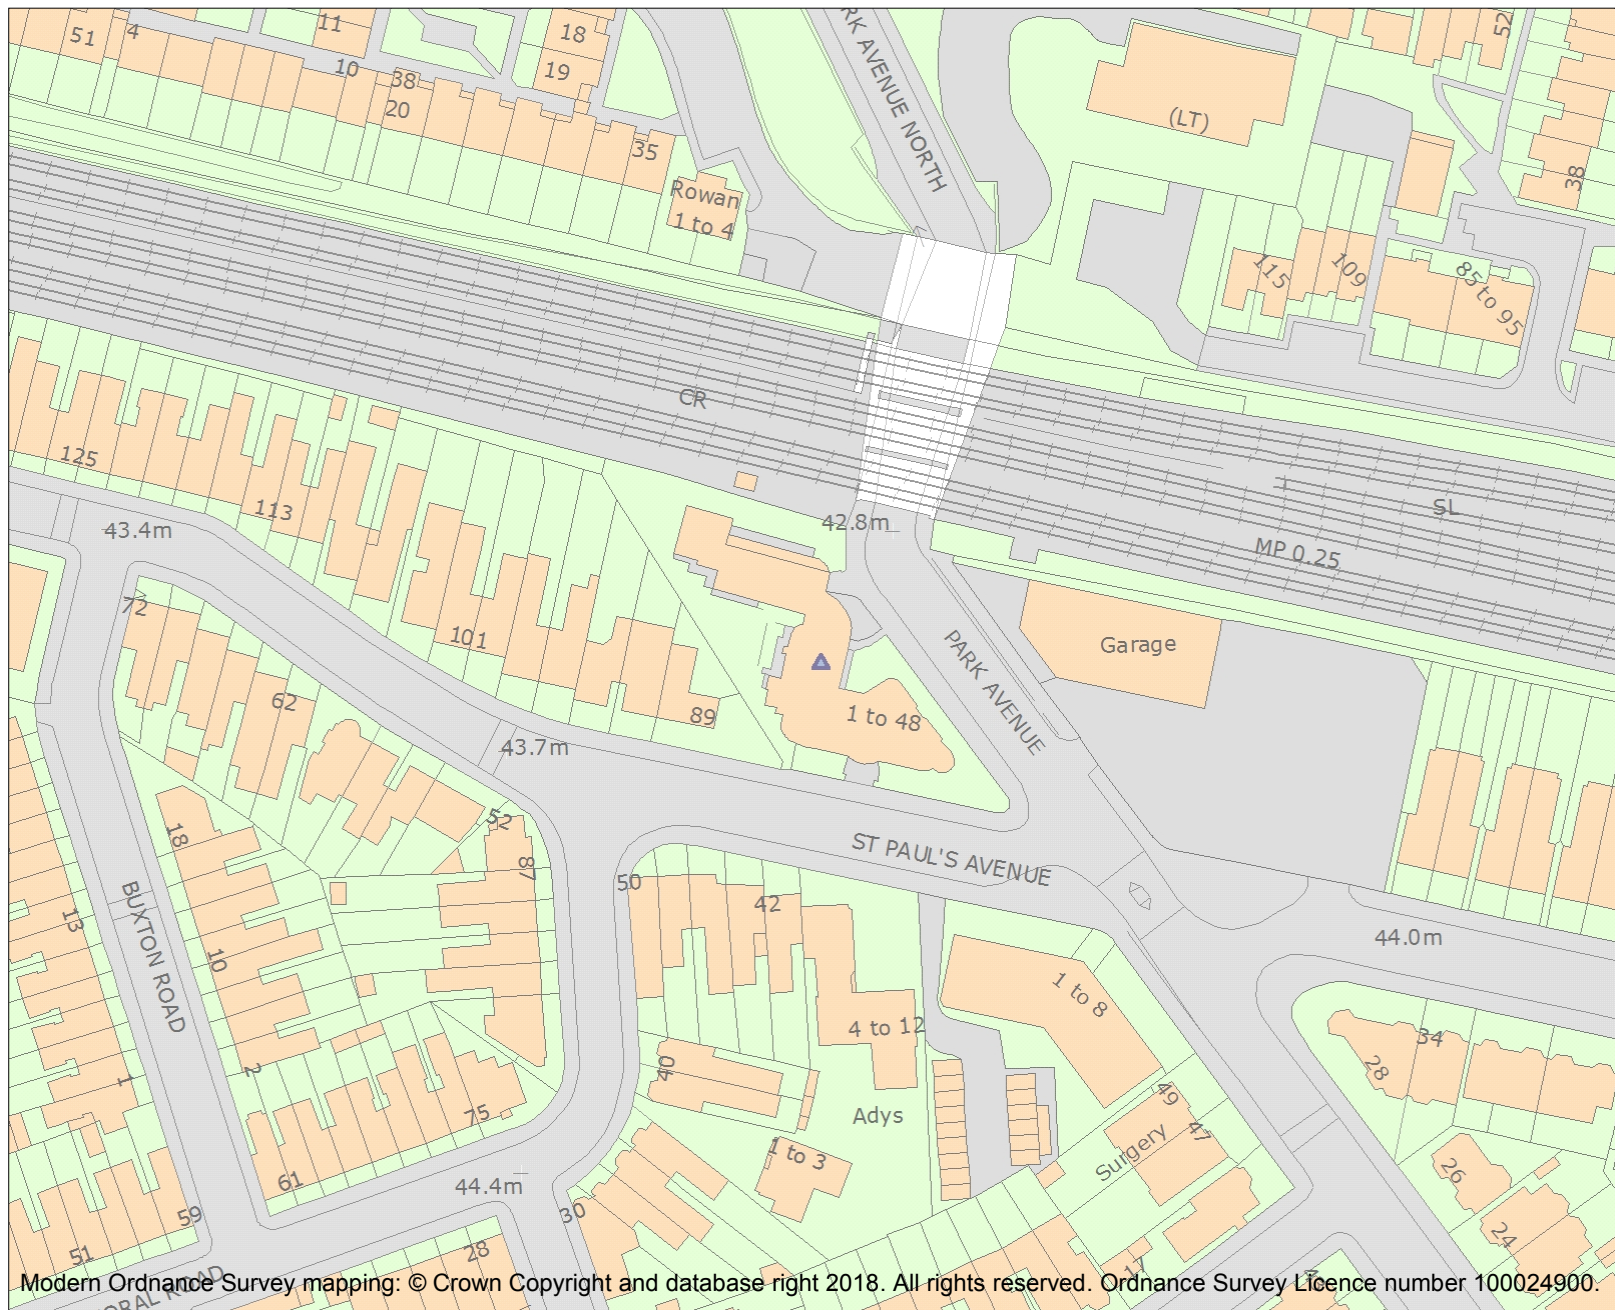 51
4
11
18
52
10
38
19
20
35
(LT)
PARK AVENUE NORTH
38
Rowan
1 to 4
115
109
85 to 95
CR
125
113
43.4m
42.8m
SL
MP 0.25
72
101
62
89
PARK AVENUE
Garage
1 to 48
43.7m
52
18
87
ST PAUL'S AVENUE
50
42
13
BUXTON ROAD
10
44.0m
1 to 8
4 to 12
34
28
40
1
2
75
Adys
49
47
1 to 3
Surgery
26
61
44.4m
30
59
51
28
24
17
Modern Ordnance Survey mapping: © Crown Copyright and database right 2018. All rights reserved. Ordnance Survey Licence number 100024900.
ORAL ROAD